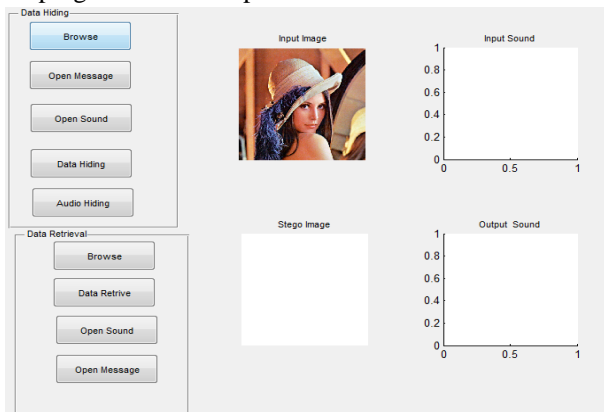 Data Hiding
Browse
Open Message
Open Sound
Data Hiding
Audio Hiding
Input Image
Input Sound
1
0.8
0.6
0.4
0.2
0
0 0.5 1
Data Retrieval
Browse
Data Retrive
Open Sound
Open Message
Stego Image
Output Sound
1
0.8
0.6
0.4
0.2
0
0 0.5 1